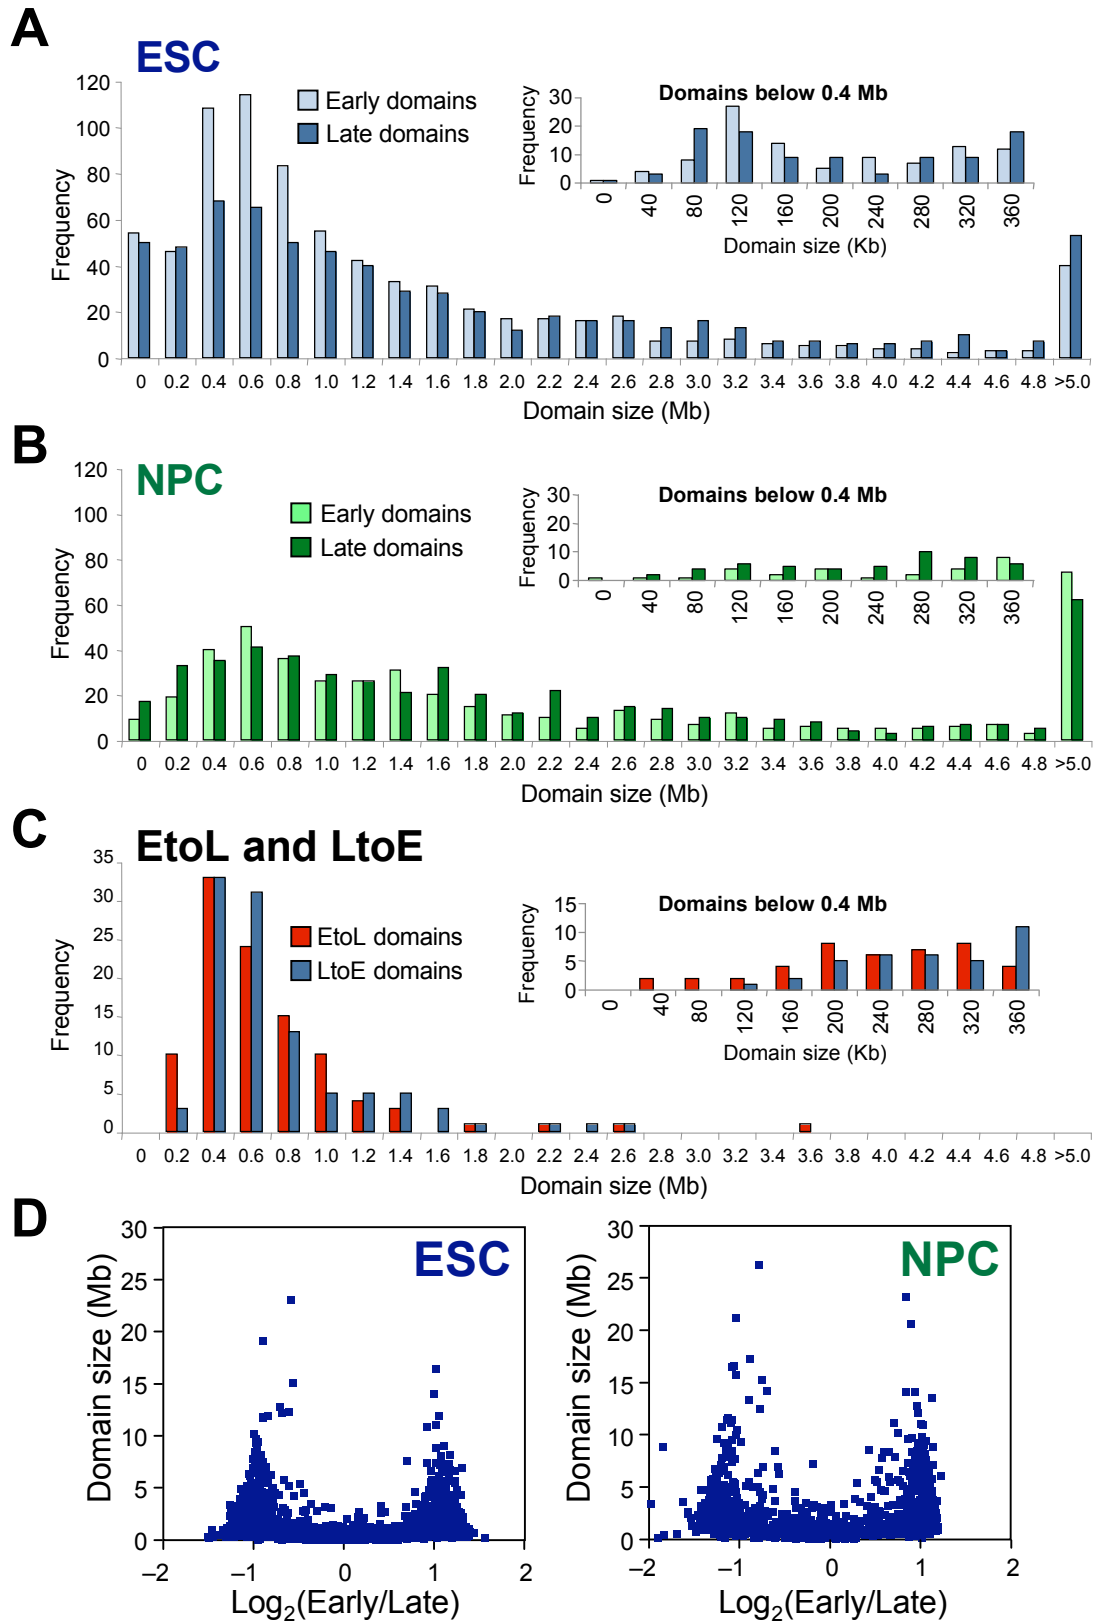 A
ESC
120
100
80
60
40
20
0
Frequency
Early domains
Late domains
Domains below 0.4 Mb
30
20
10
0
Frequency
0 40 80 120 160 200 240 280 320 360
Domain size (Kb)
0 0.2 0.4 0.6 0.8 1.0 1.2 1.4 1.6 1.8 2.0 2.2 2.4 2.6 2.8 3.0 3.2 3.4 3.6 3.8 4.0 4.2 4.4 4.6 4.8 >5.0
Domain size (Mb)
B
NPC
120
100
80
60
40
20
0
Frequency
Early domains
Late domains
Domains below 0.4 Mb
30
20
10
0
Frequency
0 40 80 120 160 200 240 280 320 360
0 0.2 0.4 0.6 0.8 1.0 1.2 1.4 1.6 1.8 2.0 2.2 2.4 2.6 2.8 3.0 3.2 3.4 3.6 3.8 4.0 4.2 4.4 4.6 4.8 >5.0
Domain size (Mb)
C
EtoL and LtoE
35
30
25
20
15
10
5
0
Frequency
EtoL domains
LtoE domains
Domains below 0.4 Mb
15
10
5
0
Frequency
0 40 80 120 160 200 240 280 320 360
Domain size (Kb)
0 0.2 0.4 0.6 0.8 1.0 1.2 1.4 1.6 1.8 2.0 2.2 2.4 2.6 2.8 3.0 3.2 3.4 3.6 3.8 4.0 4.2 4.4 4.6 4.8 >5.0
Domain size (Mb)
D
ESC
30
25
20
15
10
5
0
Domain size (Mb)
–2 –1 0 1 2
Log2(Early/Late)
NPC
30
25
20
15
10
5
0
Domain size (Mb)
–2 –1 0 1 2
Log2(Early/Late)